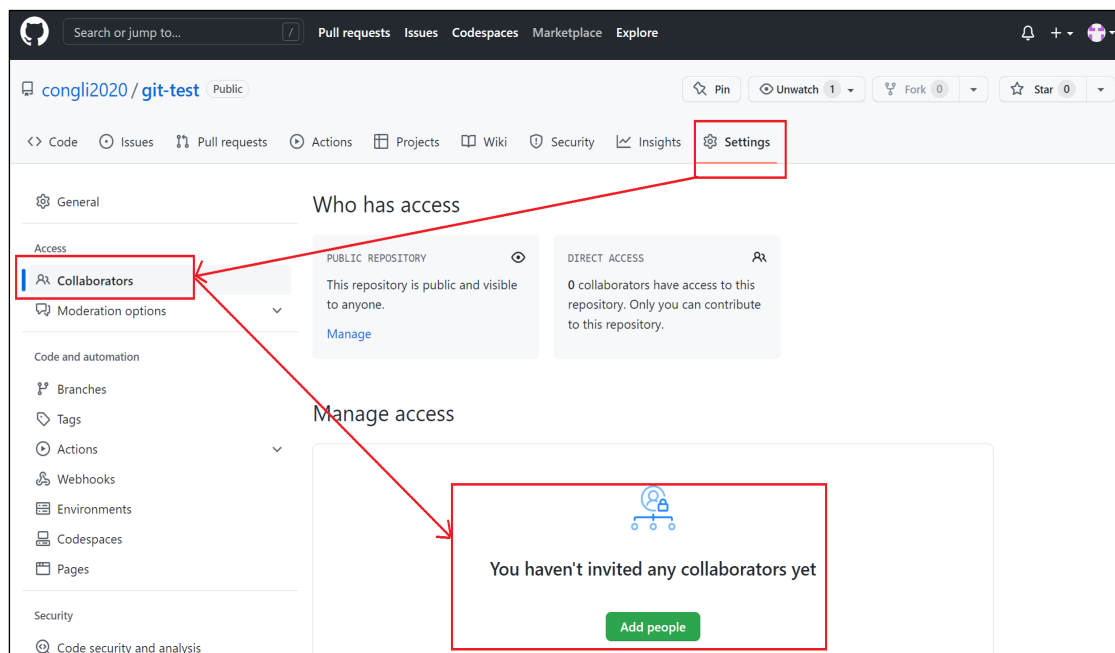 Search or jump to... / Pull requests Issues Codespaces Marketplace Explore
congli2020 / git-test Public Pin Unwatch 1 Fork 0 Star 0
<> Code Issues Pull requests Actions Projects Wiki Security Insights Settings
General
Access
Collaborators
Moderation options
Code and automation
Branches
Tags
Actions
Webhooks
Environments
Codespaces
Pages
Security
Code security and analysis
Who has access
PUBLIC REPOSITORY
This repository is public and visible
to anyone.
Manage
DIRECT ACCESS
0 collaborators have access to this
repository. Only you can contribute
to this repository.
Manage access
You haven't invited any collaborators yet
Add people